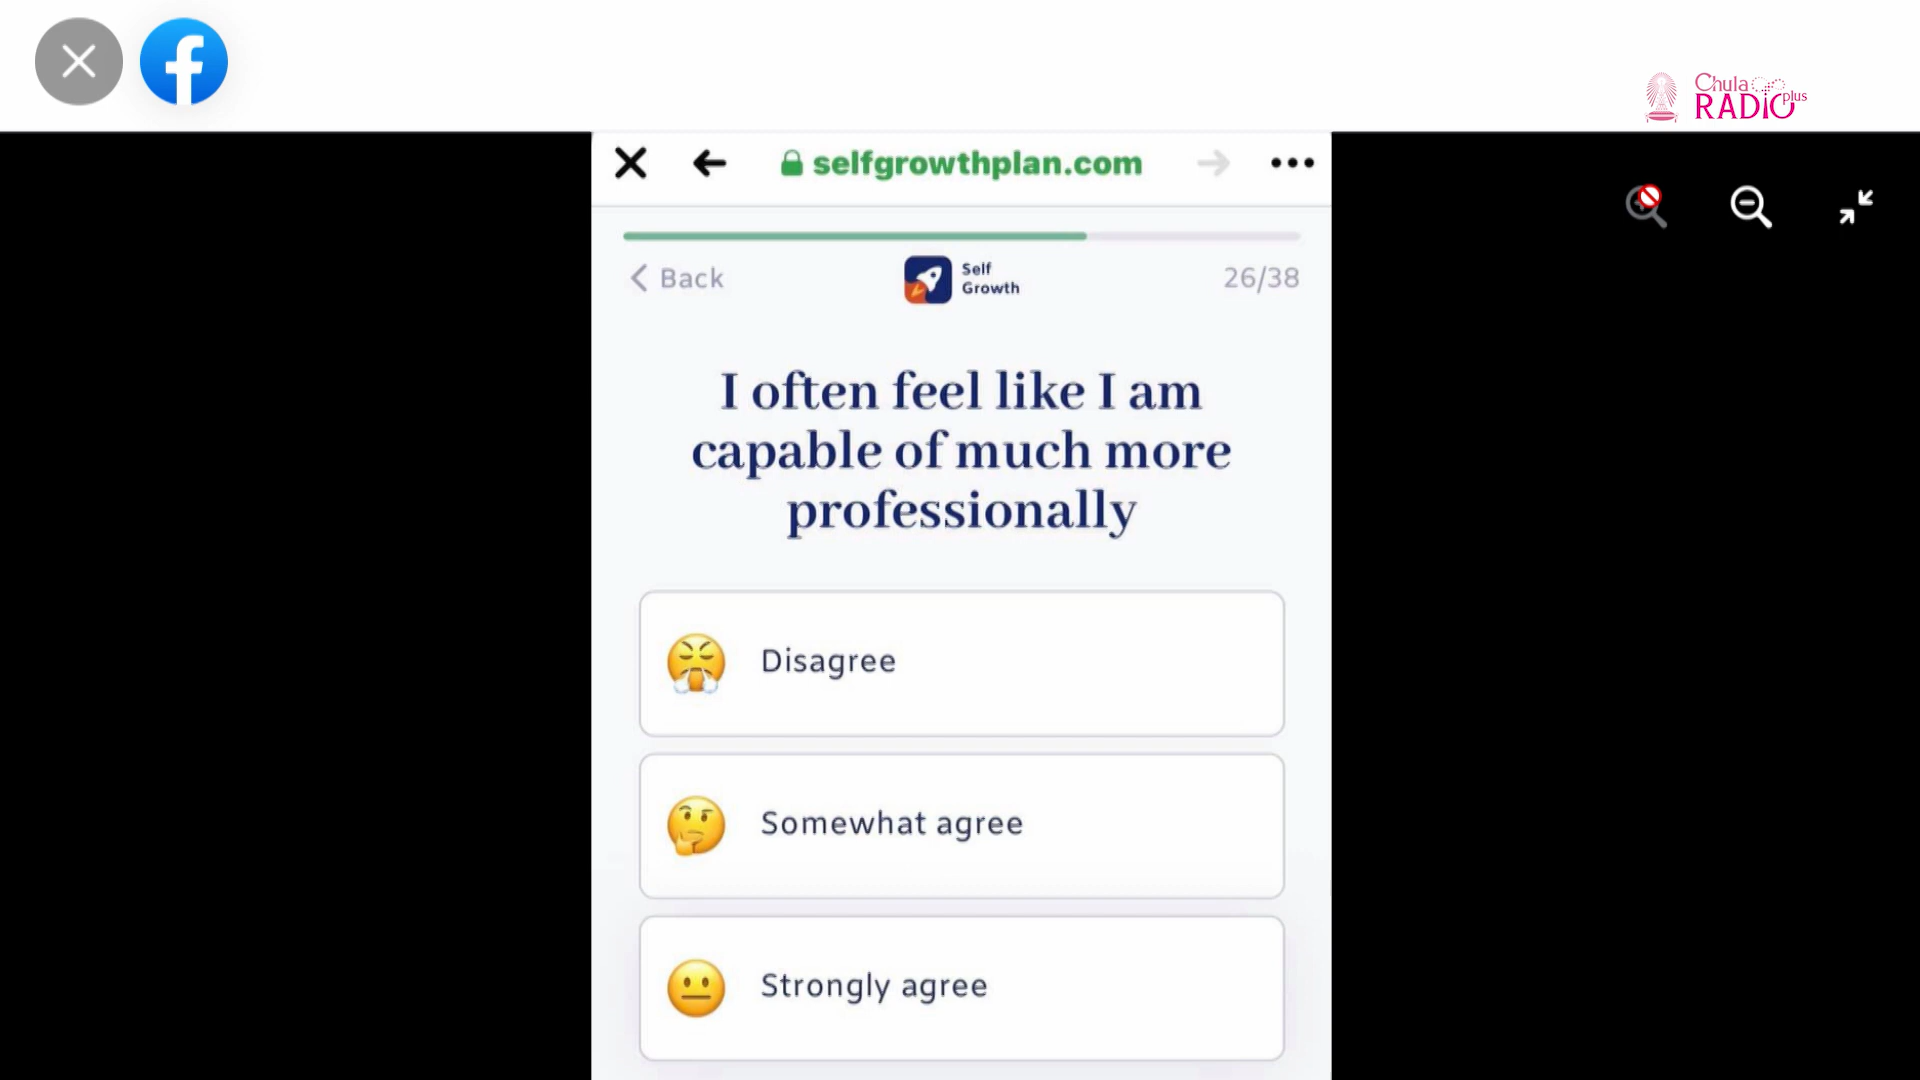 Chula
RADIO plus
selfgrowthplan.com
Back
Self
Growth
26/38
I often feel like I am
capable of much more
professionally
Disagree
Somewhat agree
Strongly agree